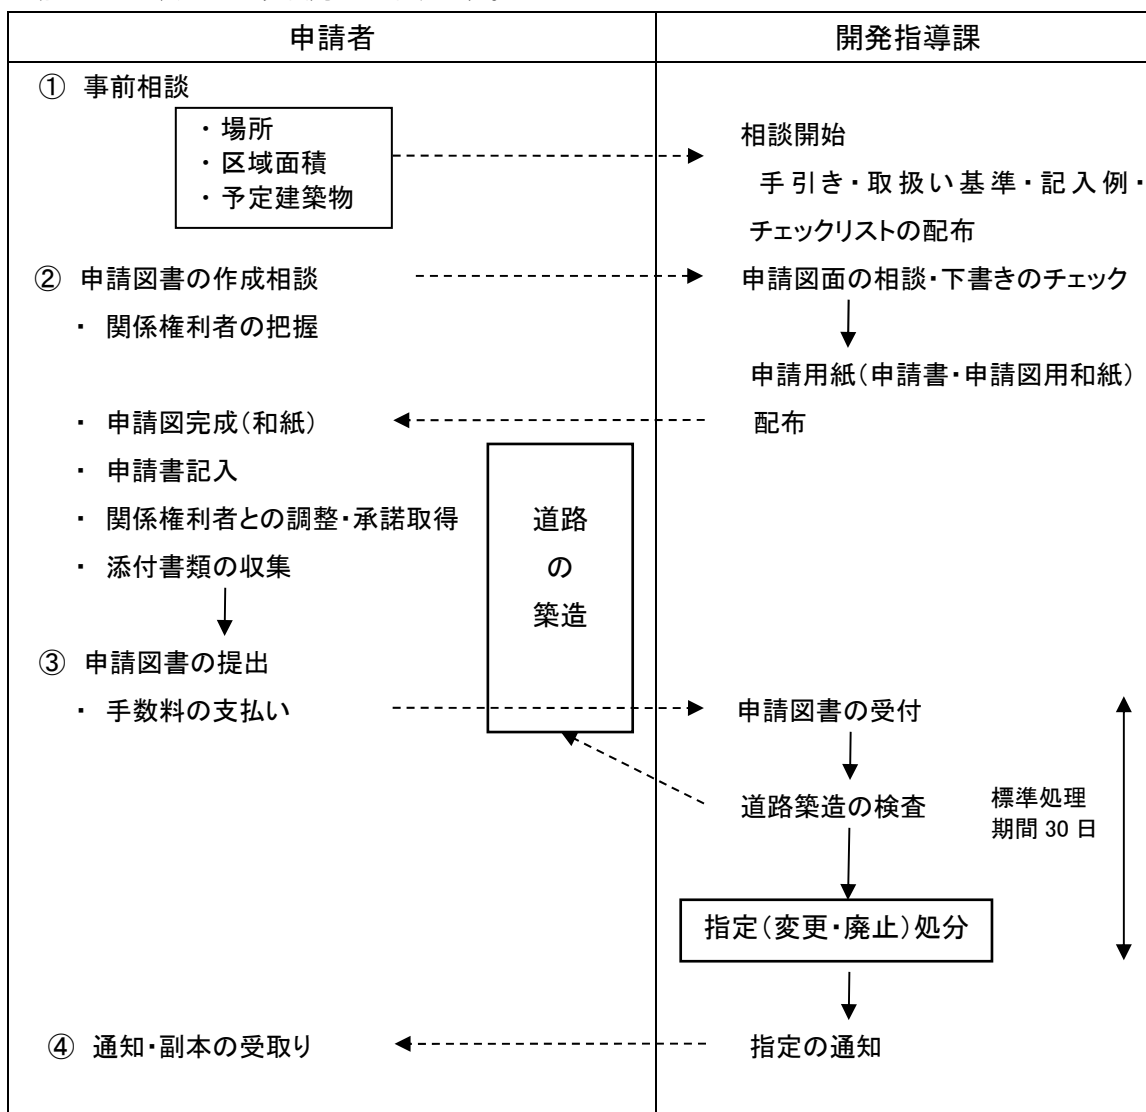 申請者
開発指導課
① 事前相談
・ 場所
・ 区域面積
・ 予定建築物
相談開始
手引き・取扱い基準・記入例・
チェックリストの配布
② 申請図書の作成相談
申請図面の相談・下書きのチェック
・ 関係権利者の把握
申請用紙(申請書・申請図用和紙)
配布
・ 申請図完成(和紙)
・ 申請書記入
・ 関係権利者との調整・承諾取得
・ 添付書類の収集
道路
の
築造
③ 申請図書の提出
・ 手数料の支払い
申請図書の受付
道路築造の検査
標準処理
期間 30 日
指定(変更・廃止)処分
④ 通知・副本の受取り
指定の通知